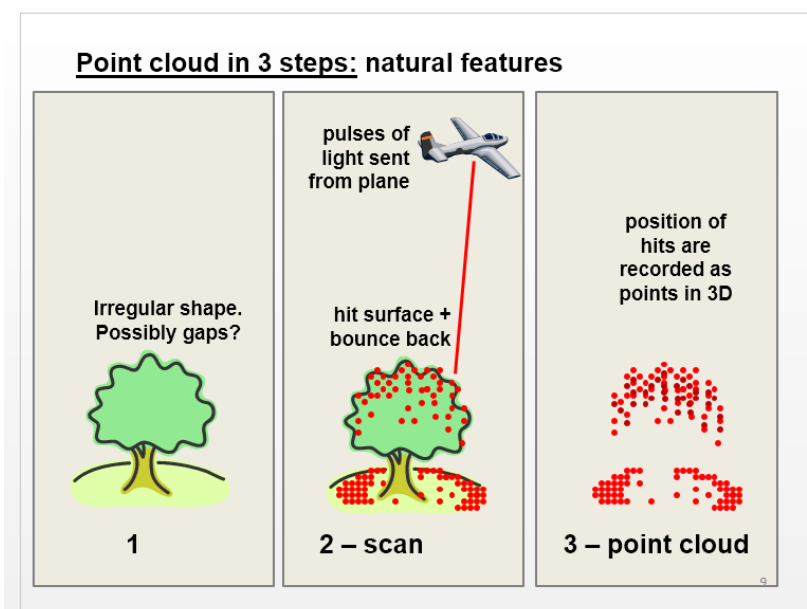 Point cloud in 3 steps: natural features
Irregular shape.
Possibly gaps?
1
pulses of
light sent
from plane
hit surface +
bounce back
2 – scan
position of
hits are
recorded as
points in 3D
3 – point cloud
9